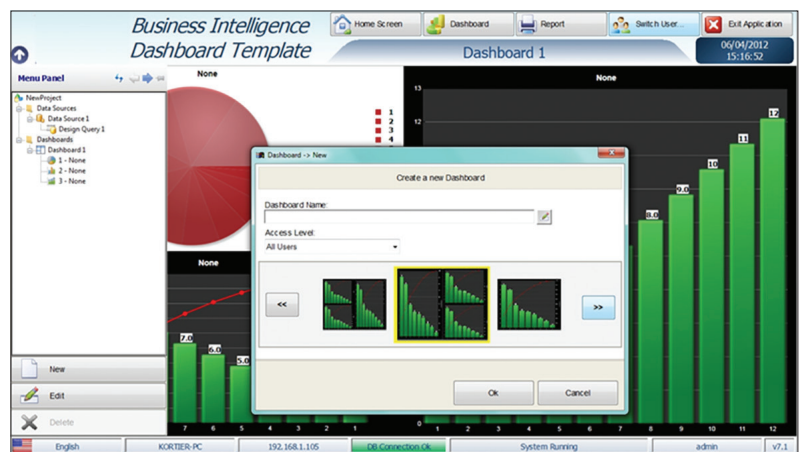 Business Intelligence
Dashboard Template
Home Screen
Dashboard
Report
Switch User...
Exit Application
Dashboard 1
06/04/2012
15:16:52
Menu Panel
NewProject
Data Sources
Data Source 1
Design Query 1
Dashboards
Dashboard 1
1 - None
2 - None
3 - None
New
Edit
Delete
None
1
2
3
4
None
7.0
6.0
5.0
7 6 5 4 3 2 1
None
13
12
8.0
9.0
10
11
12
0
1 2 3 4 5 6 7 8 9 10 11 12
Dashboard -> New
Create a new Dashboard
Dashboard Name:
Access Level:
All Users
<<
>>
Ok
Cancel
English
KORTIER-PC
192.168.1.105
DB Connection Ok
System Running
admin
v7.1